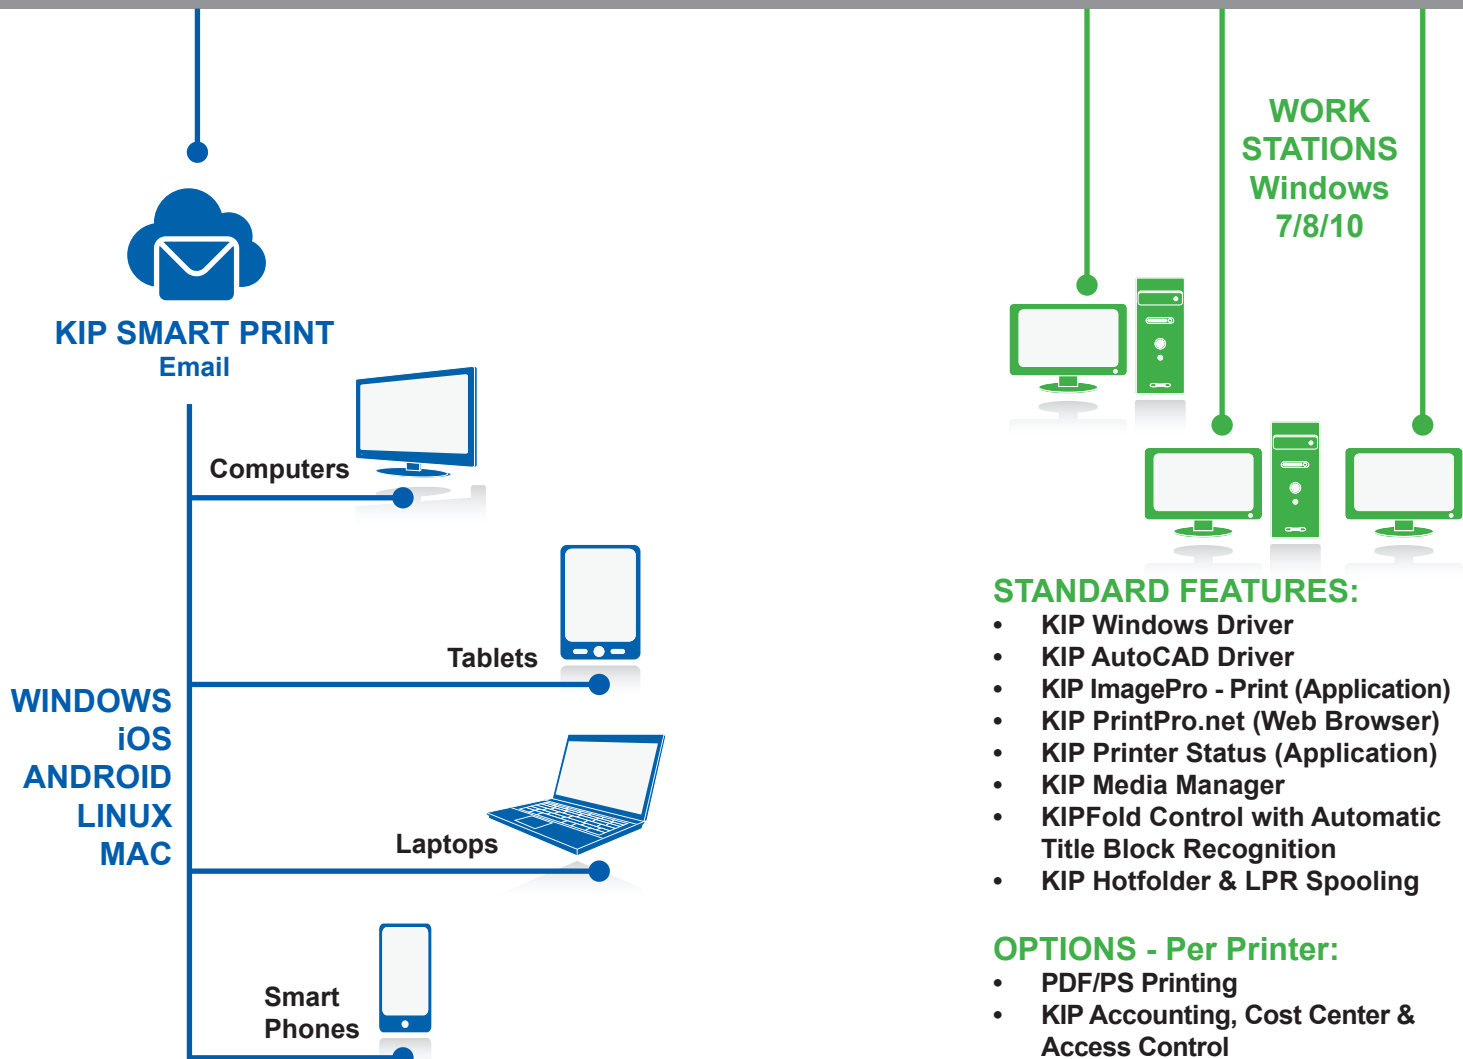 KIP SMART PRINT
Email
Computers
Tablets
WINDOWS
iOS
ANDROID
LINUX
MAC
Laptops
Smart
Phones
WORK
STATIONS
Windows
7/8/10
STANDARD FEATURES:
• KIP Windows Driver
• KIP AutoCAD Driver
• KIP ImagePro - Print (Application)
• KIP PrintPro.net (Web Browser)
• KIP Printer Status (Application)
• KIP Media Manager
• KIPFold Control with Automatic
Title Block Recognition
• KIP Hotfolder & LPR Spooling
OPTIONS - Per Printer:
• PDF/PS Printing
• KIP Accounting, Cost Center &
Access Control